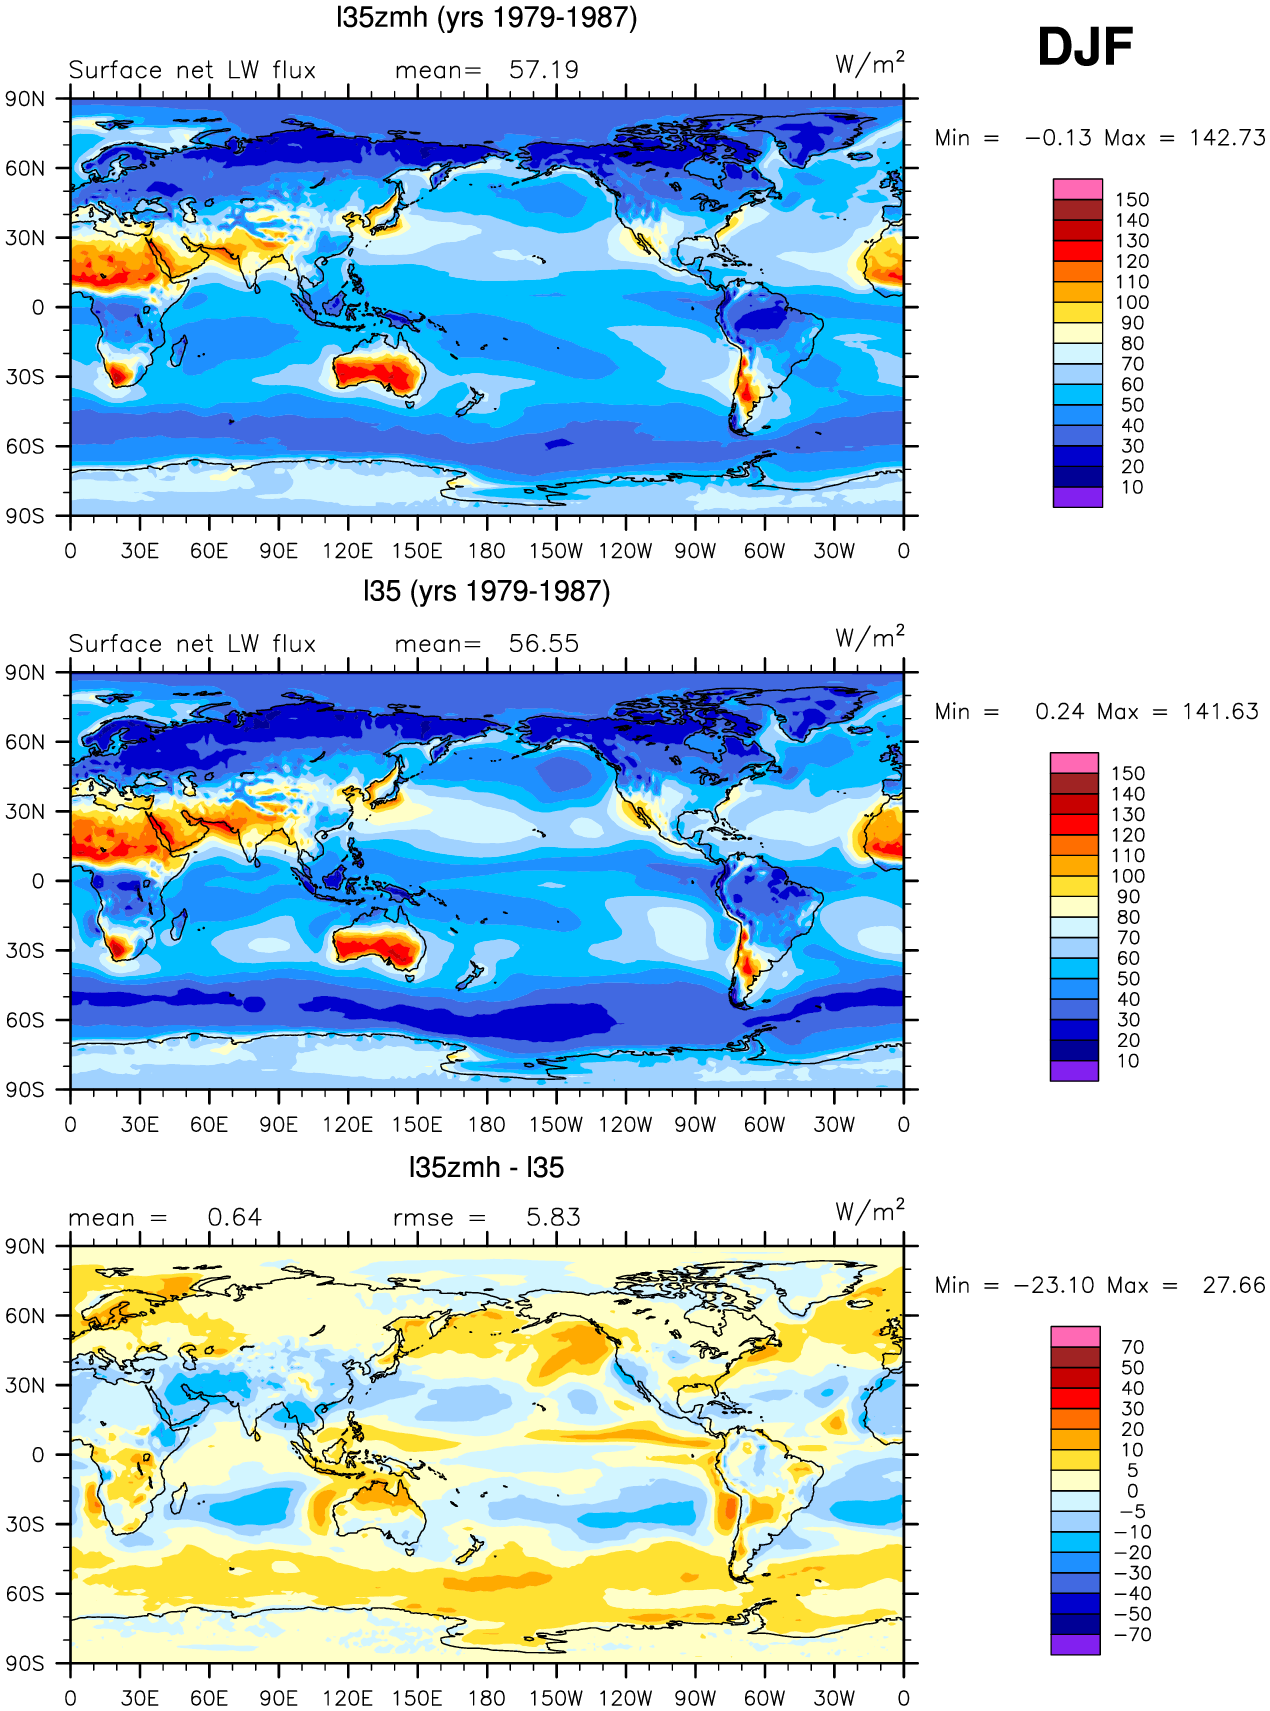 l35zmh (yrs 1979-1987)
DJF
Surface net LW flux mean= 57.19 W/m2
Min = −0.13 Max = 142.73
90N
60N
30N
0
30S
60S
90S
0 30E 60E 90E 120E 150E 180 150W 120W 90W 60W 30W 0
150
140
130
120
110
100
90
80
70
60
50
40
30
20
10
l35 (yrs 1979-1987)
Surface net LW flux mean= 56.55 W/m2
Min = 0.24 Max = 141.63
90N
60N
30N
0
30S
60S
90S
0 30E 60E 90E 120E 150E 180 150W 120W 90W 60W 30W 0
150
140
130
120
110
100
90
80
70
60
50
40
30
20
10
l35zmh - l35
mean = 0.64 rmse = 5.83 W/m2
Min = −23.10 Max = 27.66
90N
60N
30N
0
30S
60S
90S
0 30E 60E 90E 120E 150E 180 150W 120W 90W 60W 30W 0
70
50
40
30
20
10
5
0
−5
−10
−20
−30
−40
−50
−70